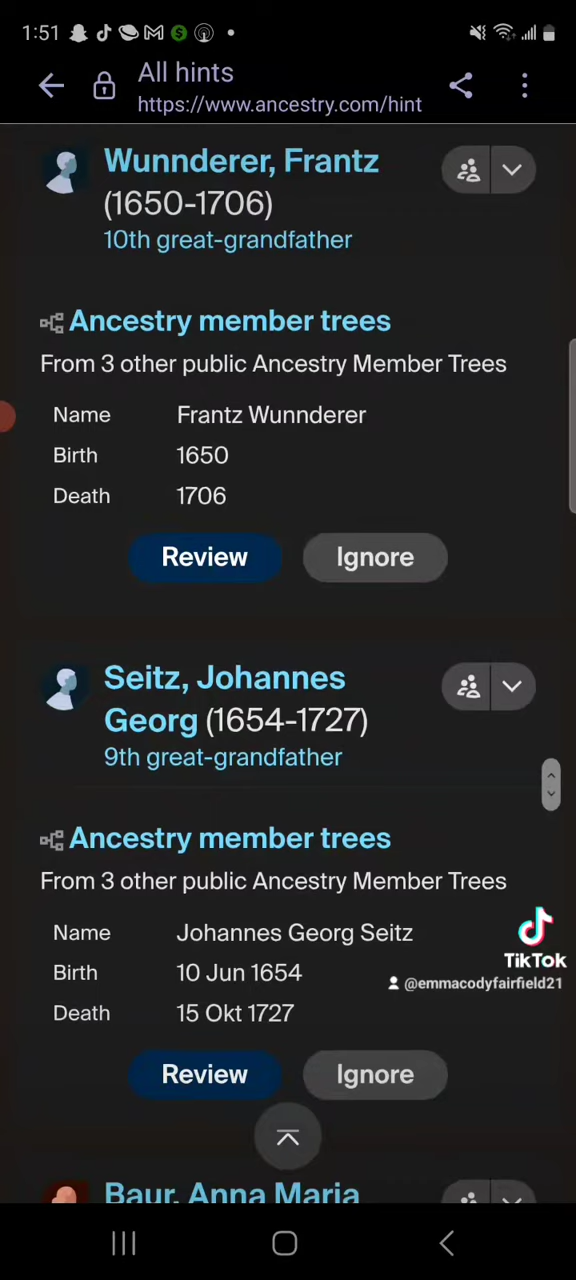 1:51
All hints
https://www.ancestry.com/hint
Wunnderer, Frantz
(1650-1706)
10th great-grandfather
Ancestry member trees
From 3 other public Ancestry Member Trees
Name Frantz Wunnderer
Birth 1650
Death 1706
Review Ignore
Seitz, Johannes
Georg (1654-1727)
9th great-grandfather
Ancestry member trees
From 3 other public Ancestry Member Trees
Name Johannes Georg Seitz
Birth 10 Jun 1654
Death 15 Okt 1727
TikTok
@emmacodyfairfield21
Review Ignore
Baur, Anna Maria